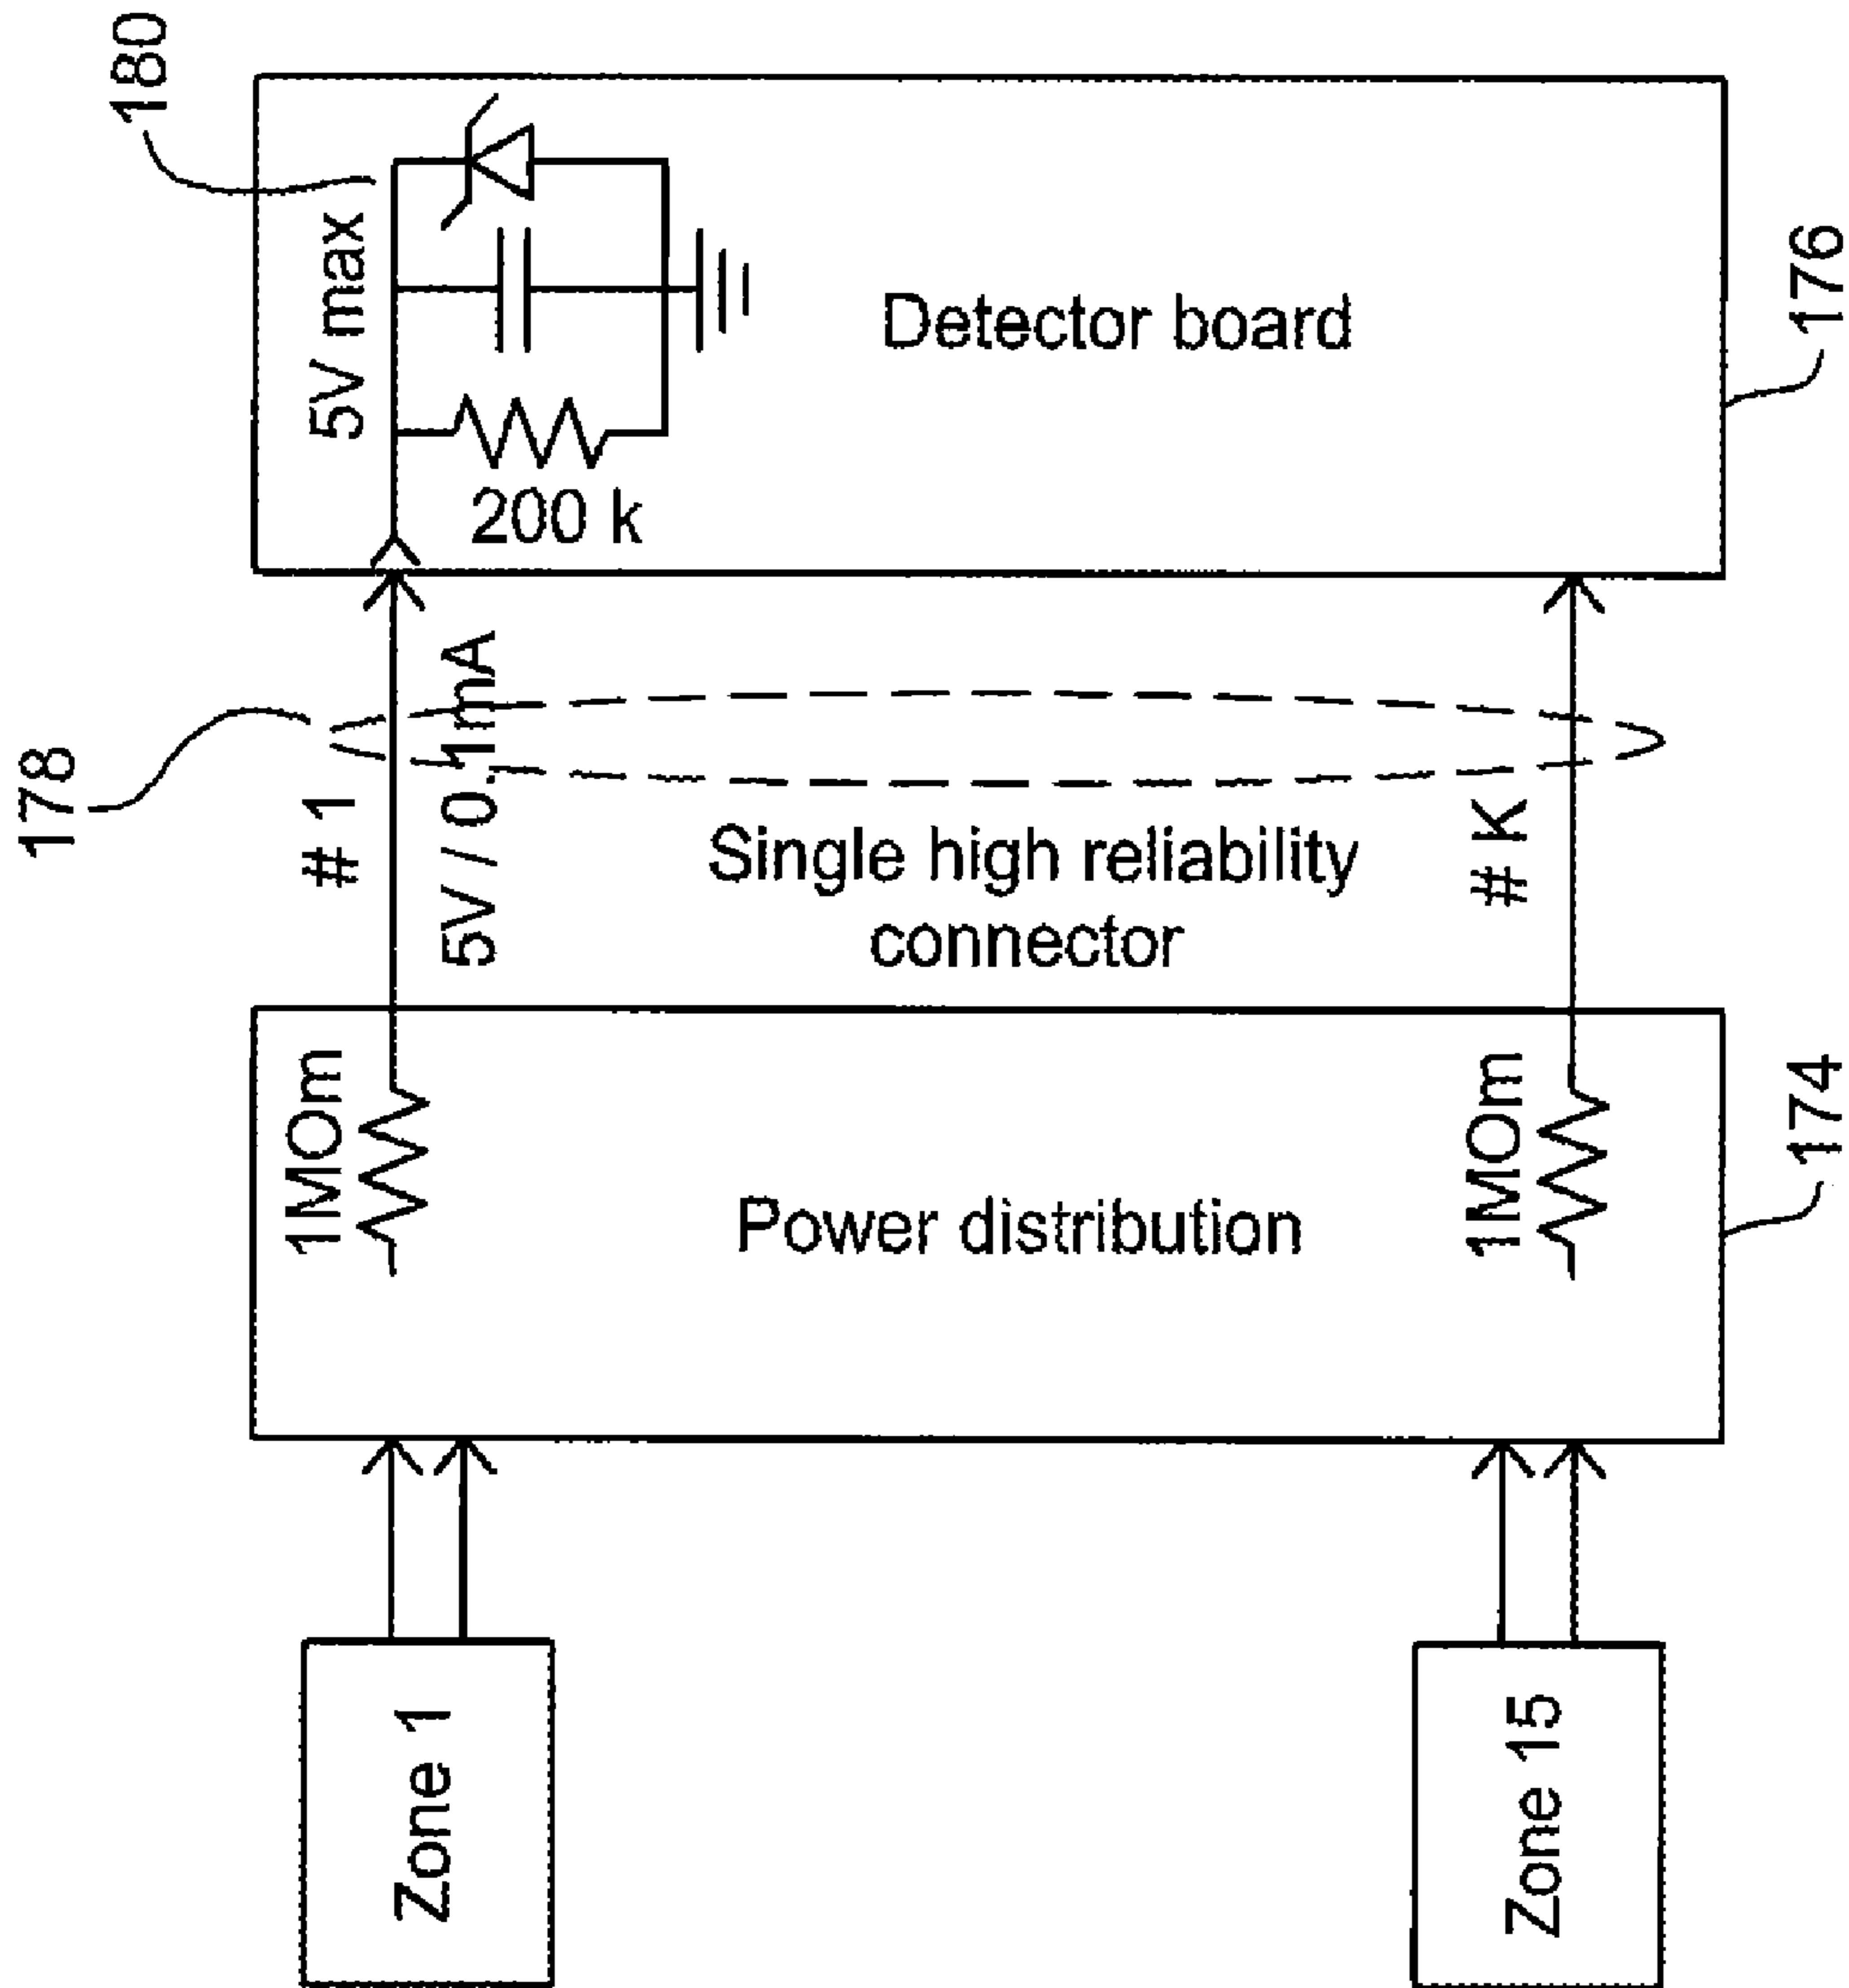 180
5V max
200 k
Detector board
176
178
# 1
5V / 0.1mA
Single high reliability
connector
# K
1MOm
Power distribution
1MOm
174
Zone 1
Zone 15